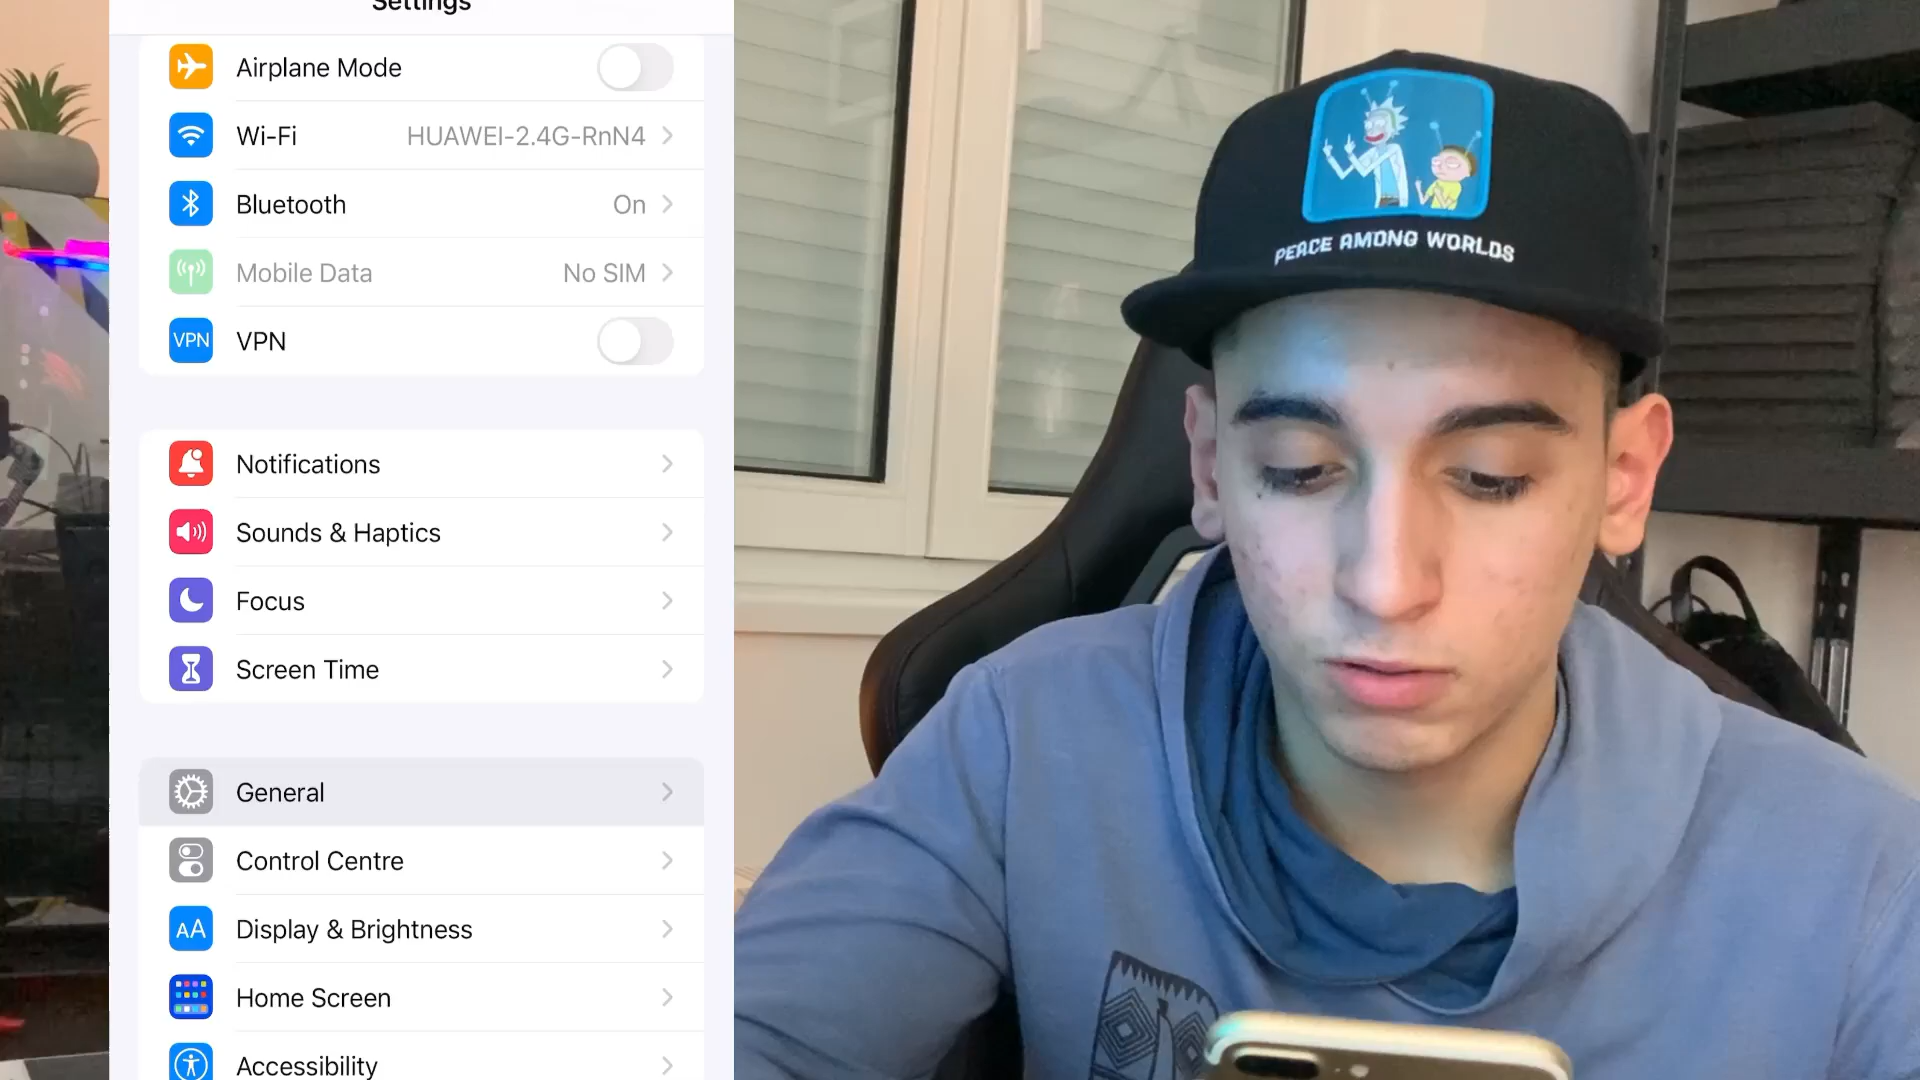 Settings
Airplane Mode
Wi-Fi HUAWEI-2.4G-RnN4
Bluetooth On
Mobile Data No SIM
VPN VPN
Notifications
Sounds & Haptics
Focus
Screen Time
General
Control Centre
AA Display & Brightness
Home Screen
Accessibility
PEACE AMONG WORLDS